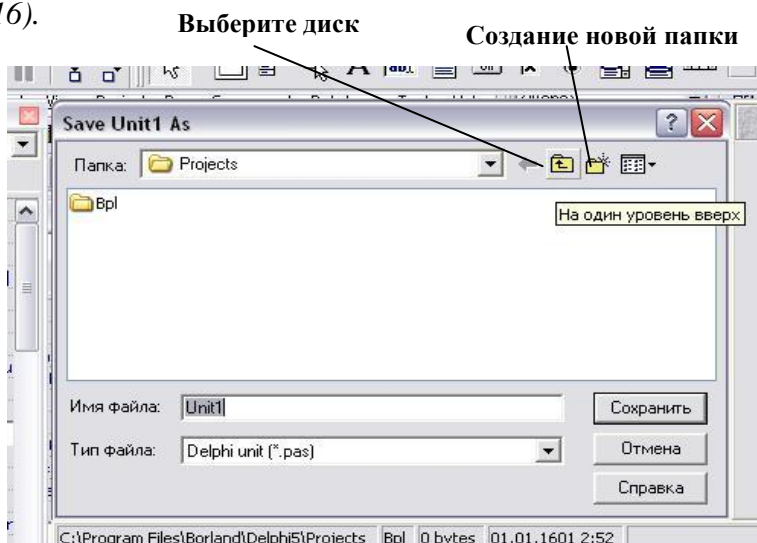 16).
Выберите диск
Создание новой папки
Save Unit1 As
Папка: Projects
Bpl
На один уровень вверх
Имя файла: Unit1
Сохранить
Тип файла: Delphi unit (*.pas)
Отмена
Справка
C:\Program Files\Borland\Delphi5\Projects Bpl 0 bytes 01.01.1601 2:52